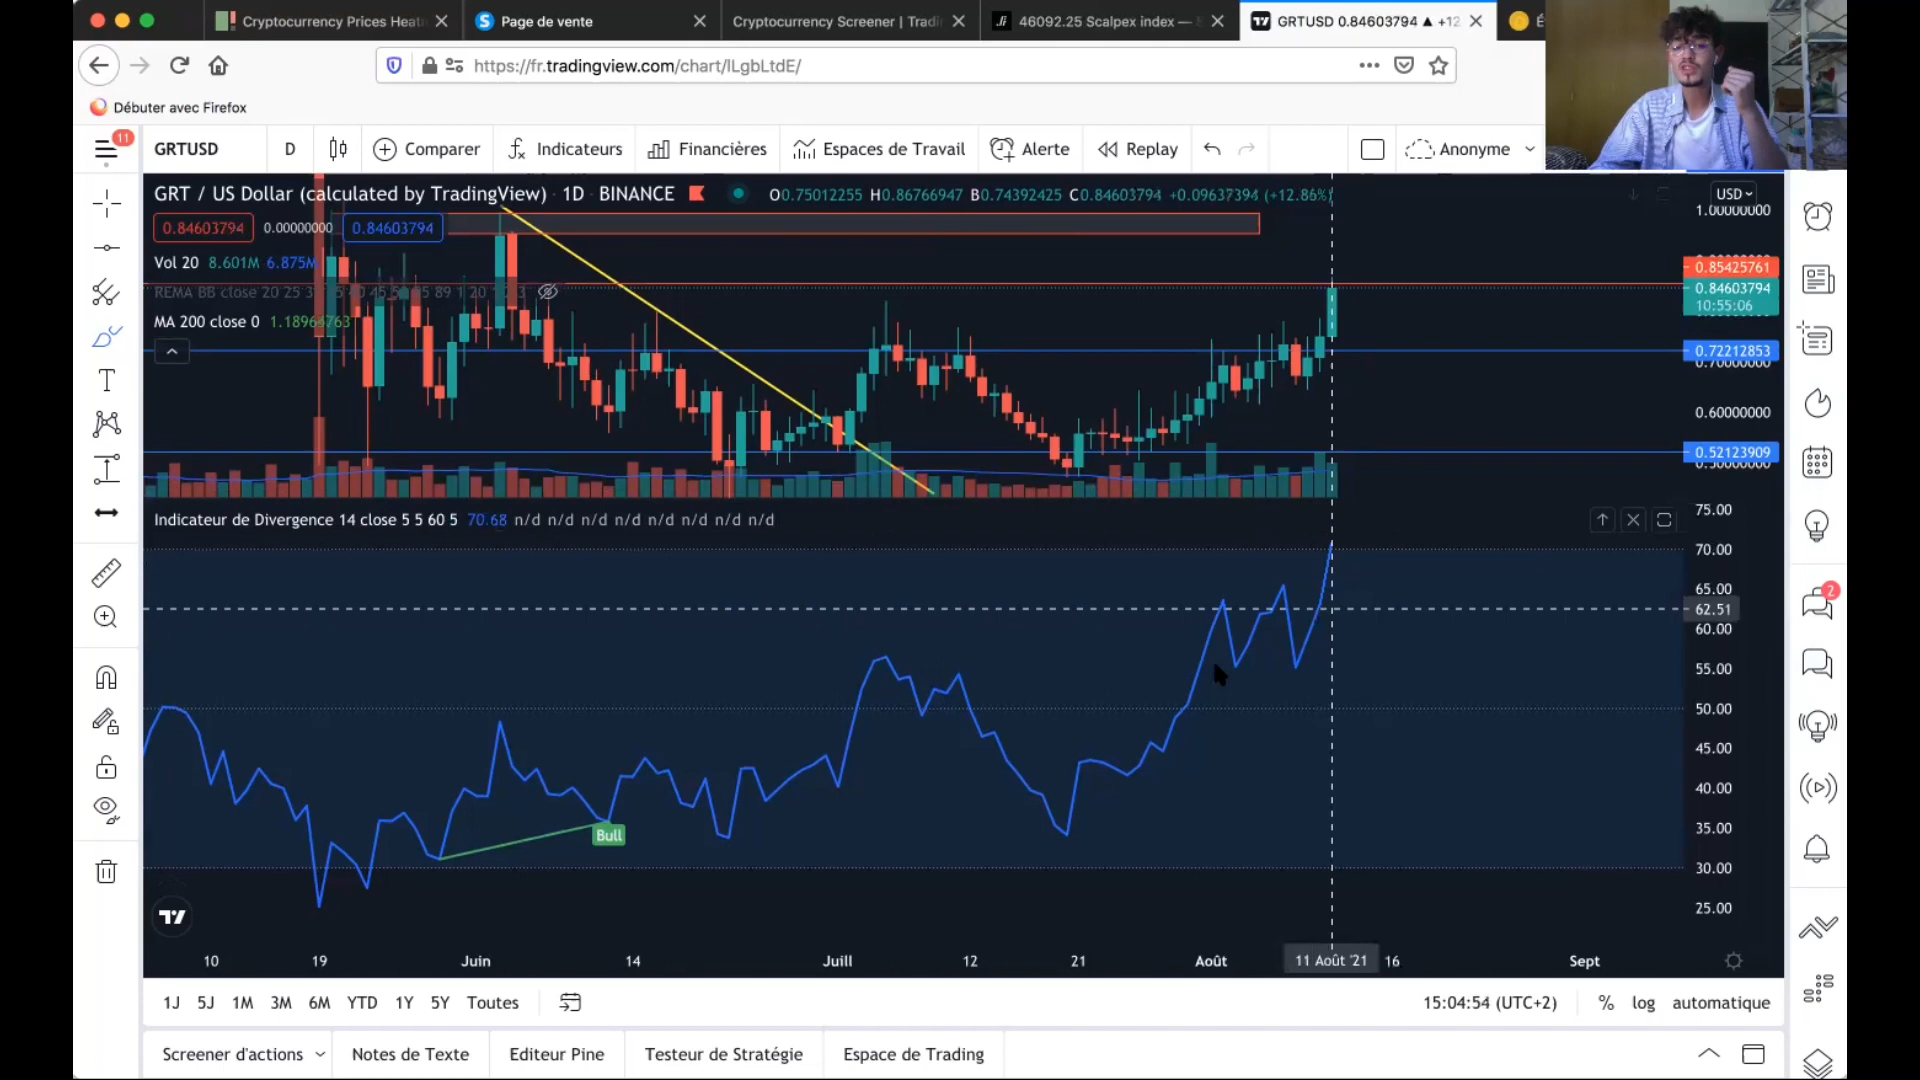 Cryptocurrency Prices Heat
Page de vente
Cryptocurrency Screener | Tradi
46092.25 Scalpex index —
GRTUSD 0.84603794 ▲ +12
https://fr.tradingview.com/chart/lLgbLtdE/
Débuter avec Firefox
11
GRTUSD
D
Comparer
Indicateurs
Financières
Espaces de Travail
Alerte
Replay
Anonyme
GRT / US Dollar (calculated by TradingView) · 1D · BINANCE
O0.75012255 H0.86766947 B0.74392425 C0.84603794 +0.09637394 (+12.86%)
USD
1.00000000
0.84603794
0.00000000
0.84603794
Vol 20 8.601M 6.875M
0.85425761
0.84603794
10:55:06
MA 200 close 0
0.72212853
0.70000000
0.60000000
0.52123909
0.50000000
Indicateur de Divergence 14 close 5 5 60 5 70.68 n/d n/d n/d n/d n/d n/d n/d n/d
75.00
70.00
65.00
62.51
60.00
55.00
50.00
45.00
40.00
35.00
30.00
25.00
Bull
2
10
19
Juin
14
Juill
12
21
Août
11 Août '21
16
Sept
1J
5J
1M
3M
6M
YTD
1Y
5Y
Toutes
15:04:54 (UTC+2)
%
log
automatique
Screener d'actions
Notes de Texte
Editeur Pine
Testeur de Stratégie
Espace de Trading